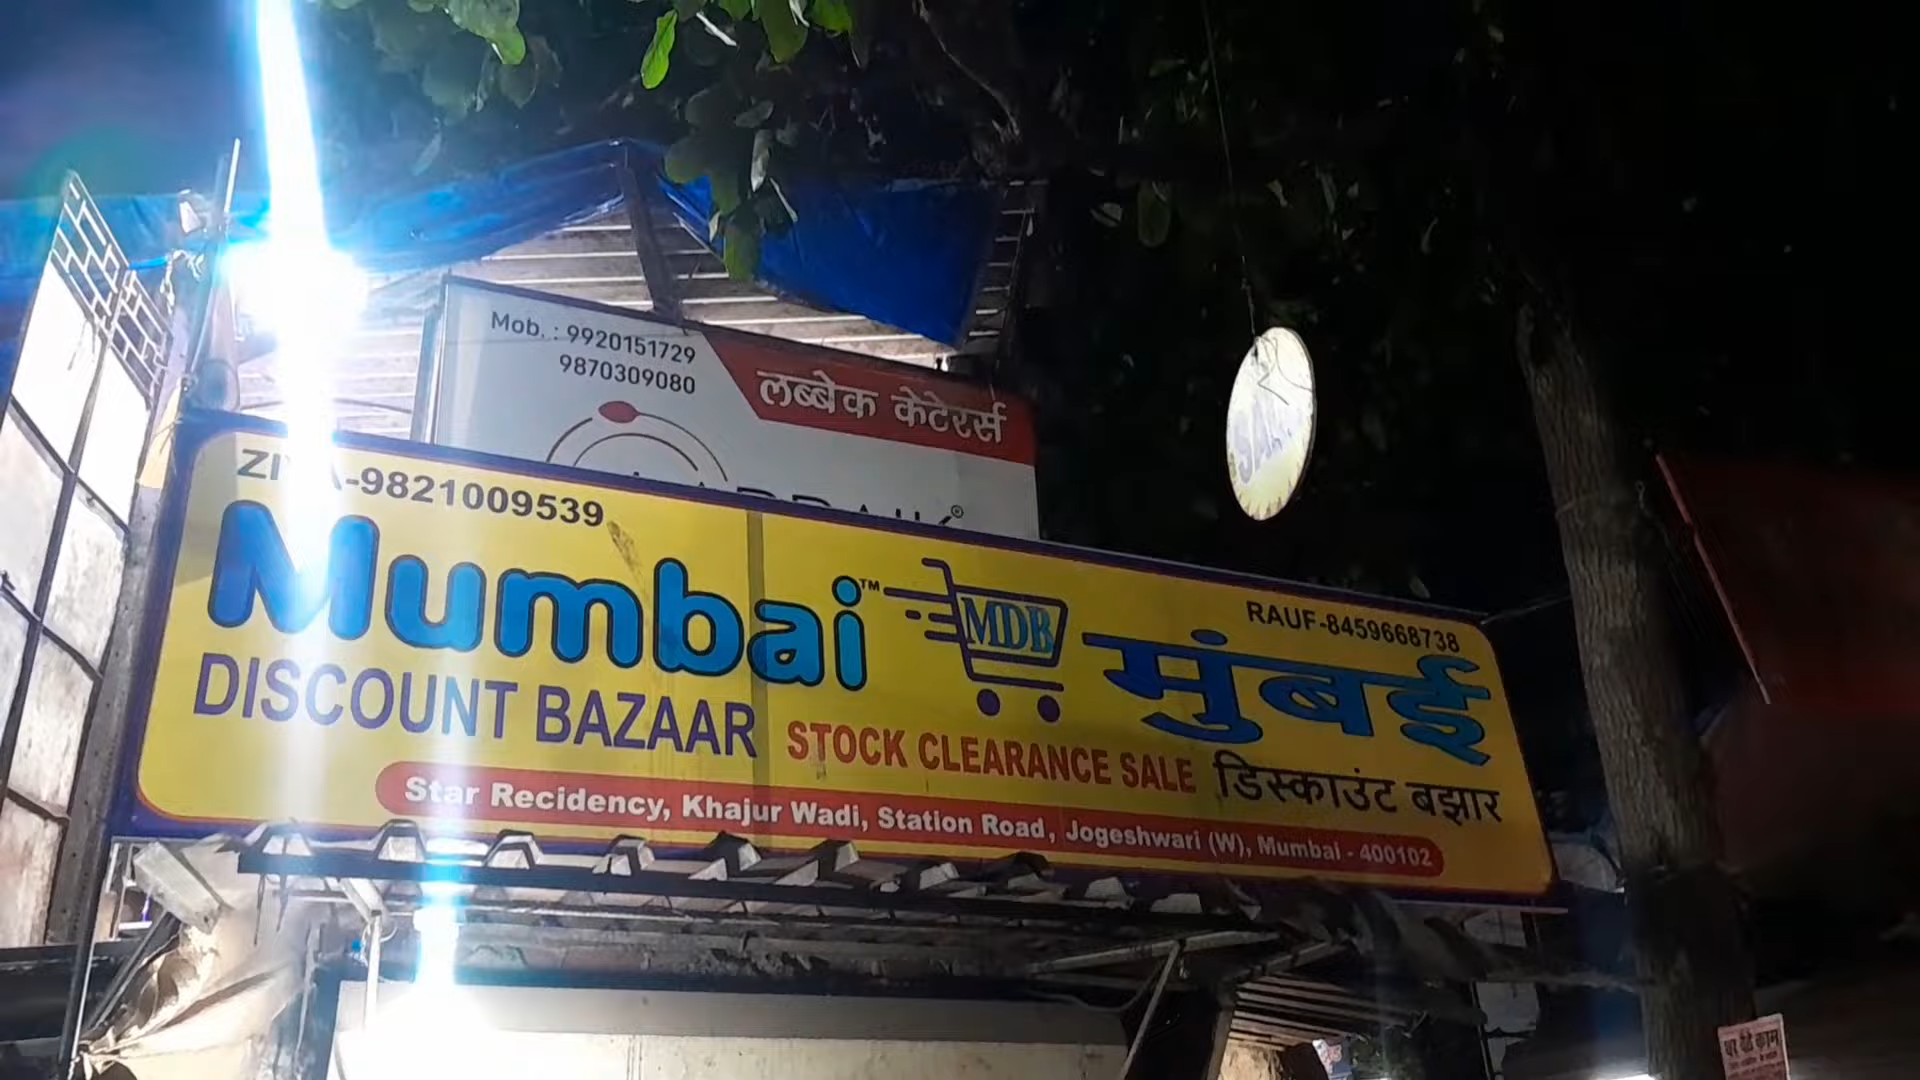 Mob. : 9920151729
9870309080
लब्बेक केटरर्स
®
-9821009539
Mumbai™
MDB
RAUF-8459668738
मुंबई
DISCOUNT BAZAAR
STOCK CLEARANCE SALE
डिस्काउंट बझार
Star Recidency, Khajur Wadi, Station Road, Jogeshwari (W), Mumbai - 400102
घर बैठे काम